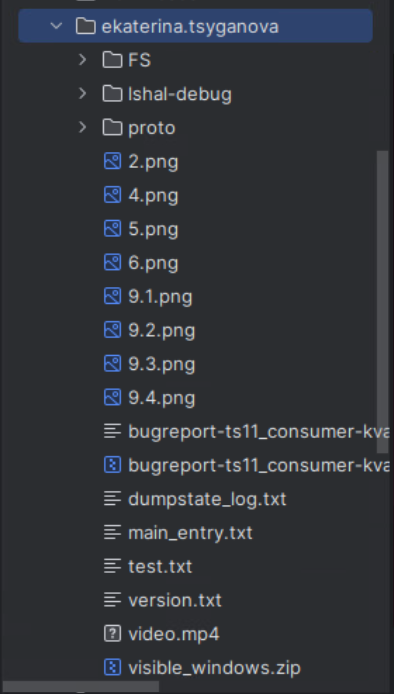 ekaterina.tsyganova
FS
lshal-debug
proto
2.png
4.png
5.png
6.png
9.1.png
9.2.png
9.3.png
9.4.png
bugreport-ts11_consumer-kva
bugreport-ts11_consumer-kva
dumpstate_log.txt
main_entry.txt
test.txt
version.txt
video.mp4
visible_windows.zip